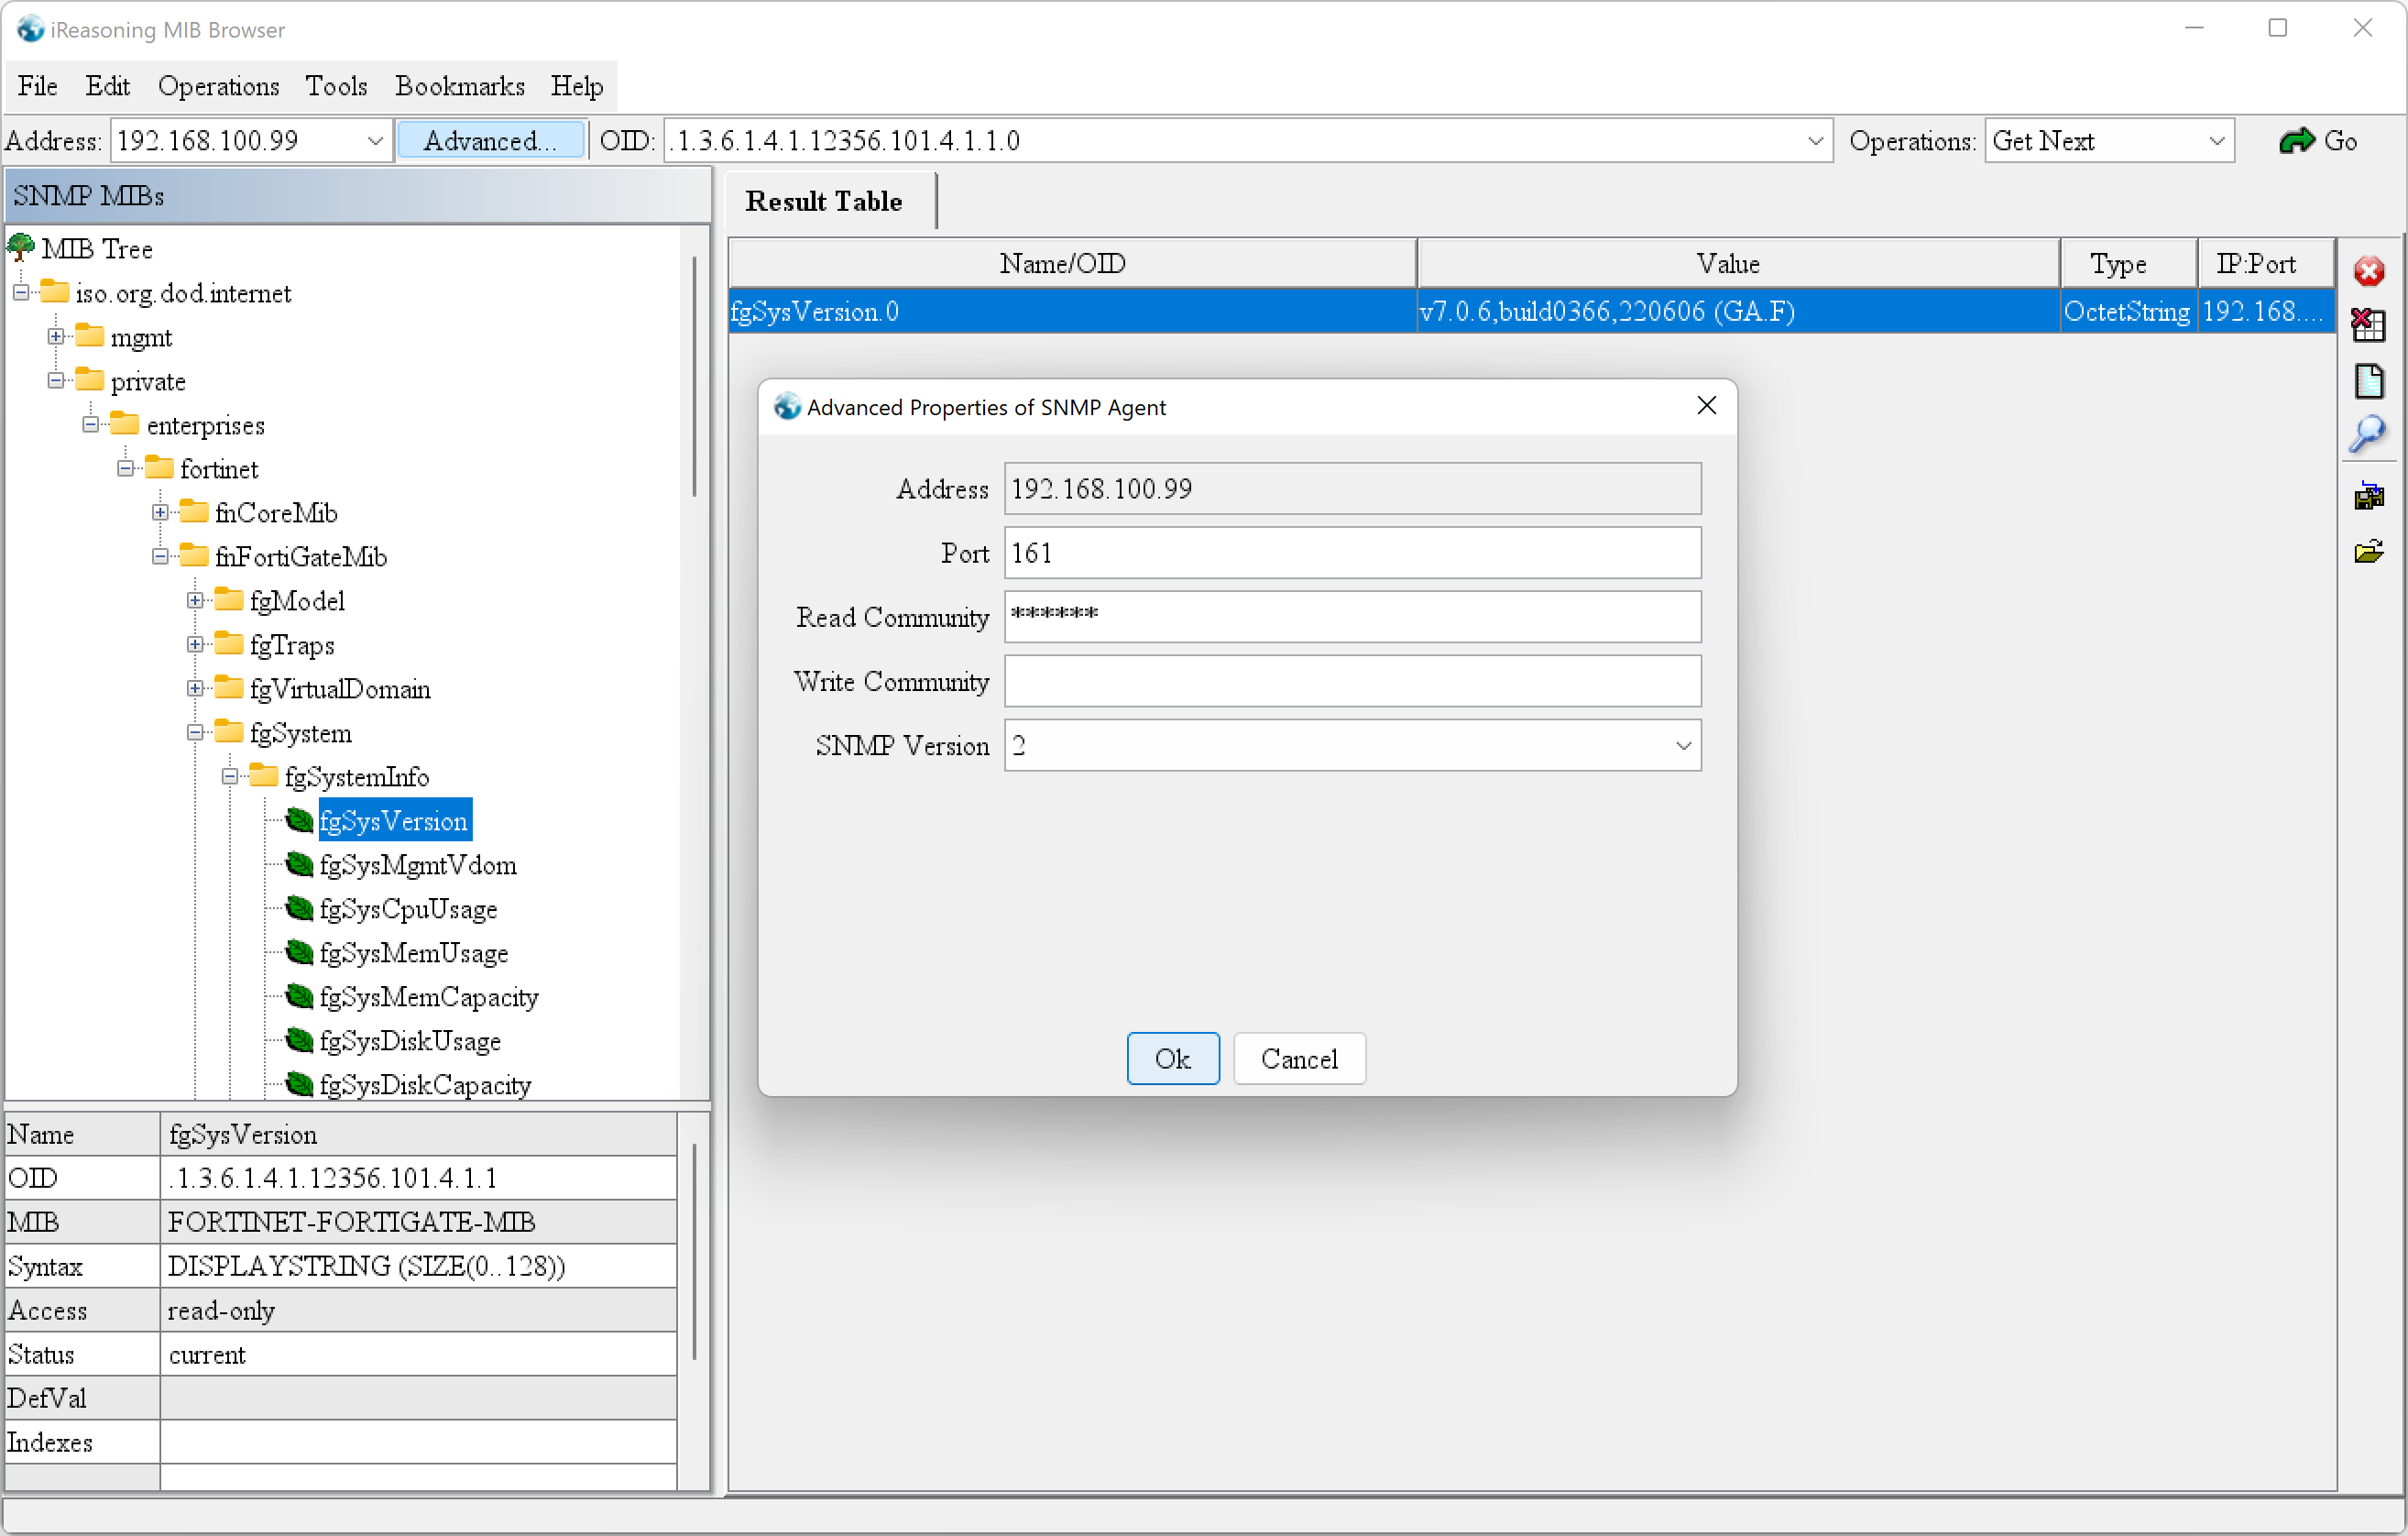 iReasoning MIB Browser
File Edit Operations Tools Bookmarks Help
Address: 192.168.100.99 Advanced... OID: .1.3.6.1.4.1.12356.101.4.1.1.0 Operations: Get Next Go
SNMP MIBs
MIB Tree
iso.org.dod.internet
mgmt
private
enterprises
fortinet
fnCoreMib
fnFortiGateMib
fgModel
fgTraps
fgVirtualDomain
fgSystem
fgSystemInfo
fgSysVersion
fgSysMgmtVdom
fgSysCpuUsage
fgSysMemUsage
fgSysMemCapacity
fgSysDiskUsage
fgSysDiskCapacity
Name fgSysVersion
OID .1.3.6.1.4.1.12356.101.4.1.1
MIB FORTINET-FORTIGATE-MIB
Syntax DISPLAYSTRING (SIZE(0..128))
Access read-only
Status current
DefVal
Indexes
Result Table
Name/OID Value Type IP:Port
fgSysVersion.0 v7.0.6,build0366,220606 (GA.F) OctetString 192.168....
Advanced Properties of SNMP Agent
Address 192.168.100.99
Port 161
Read Community ******
Write Community
SNMP Version 2
Ok Cancel